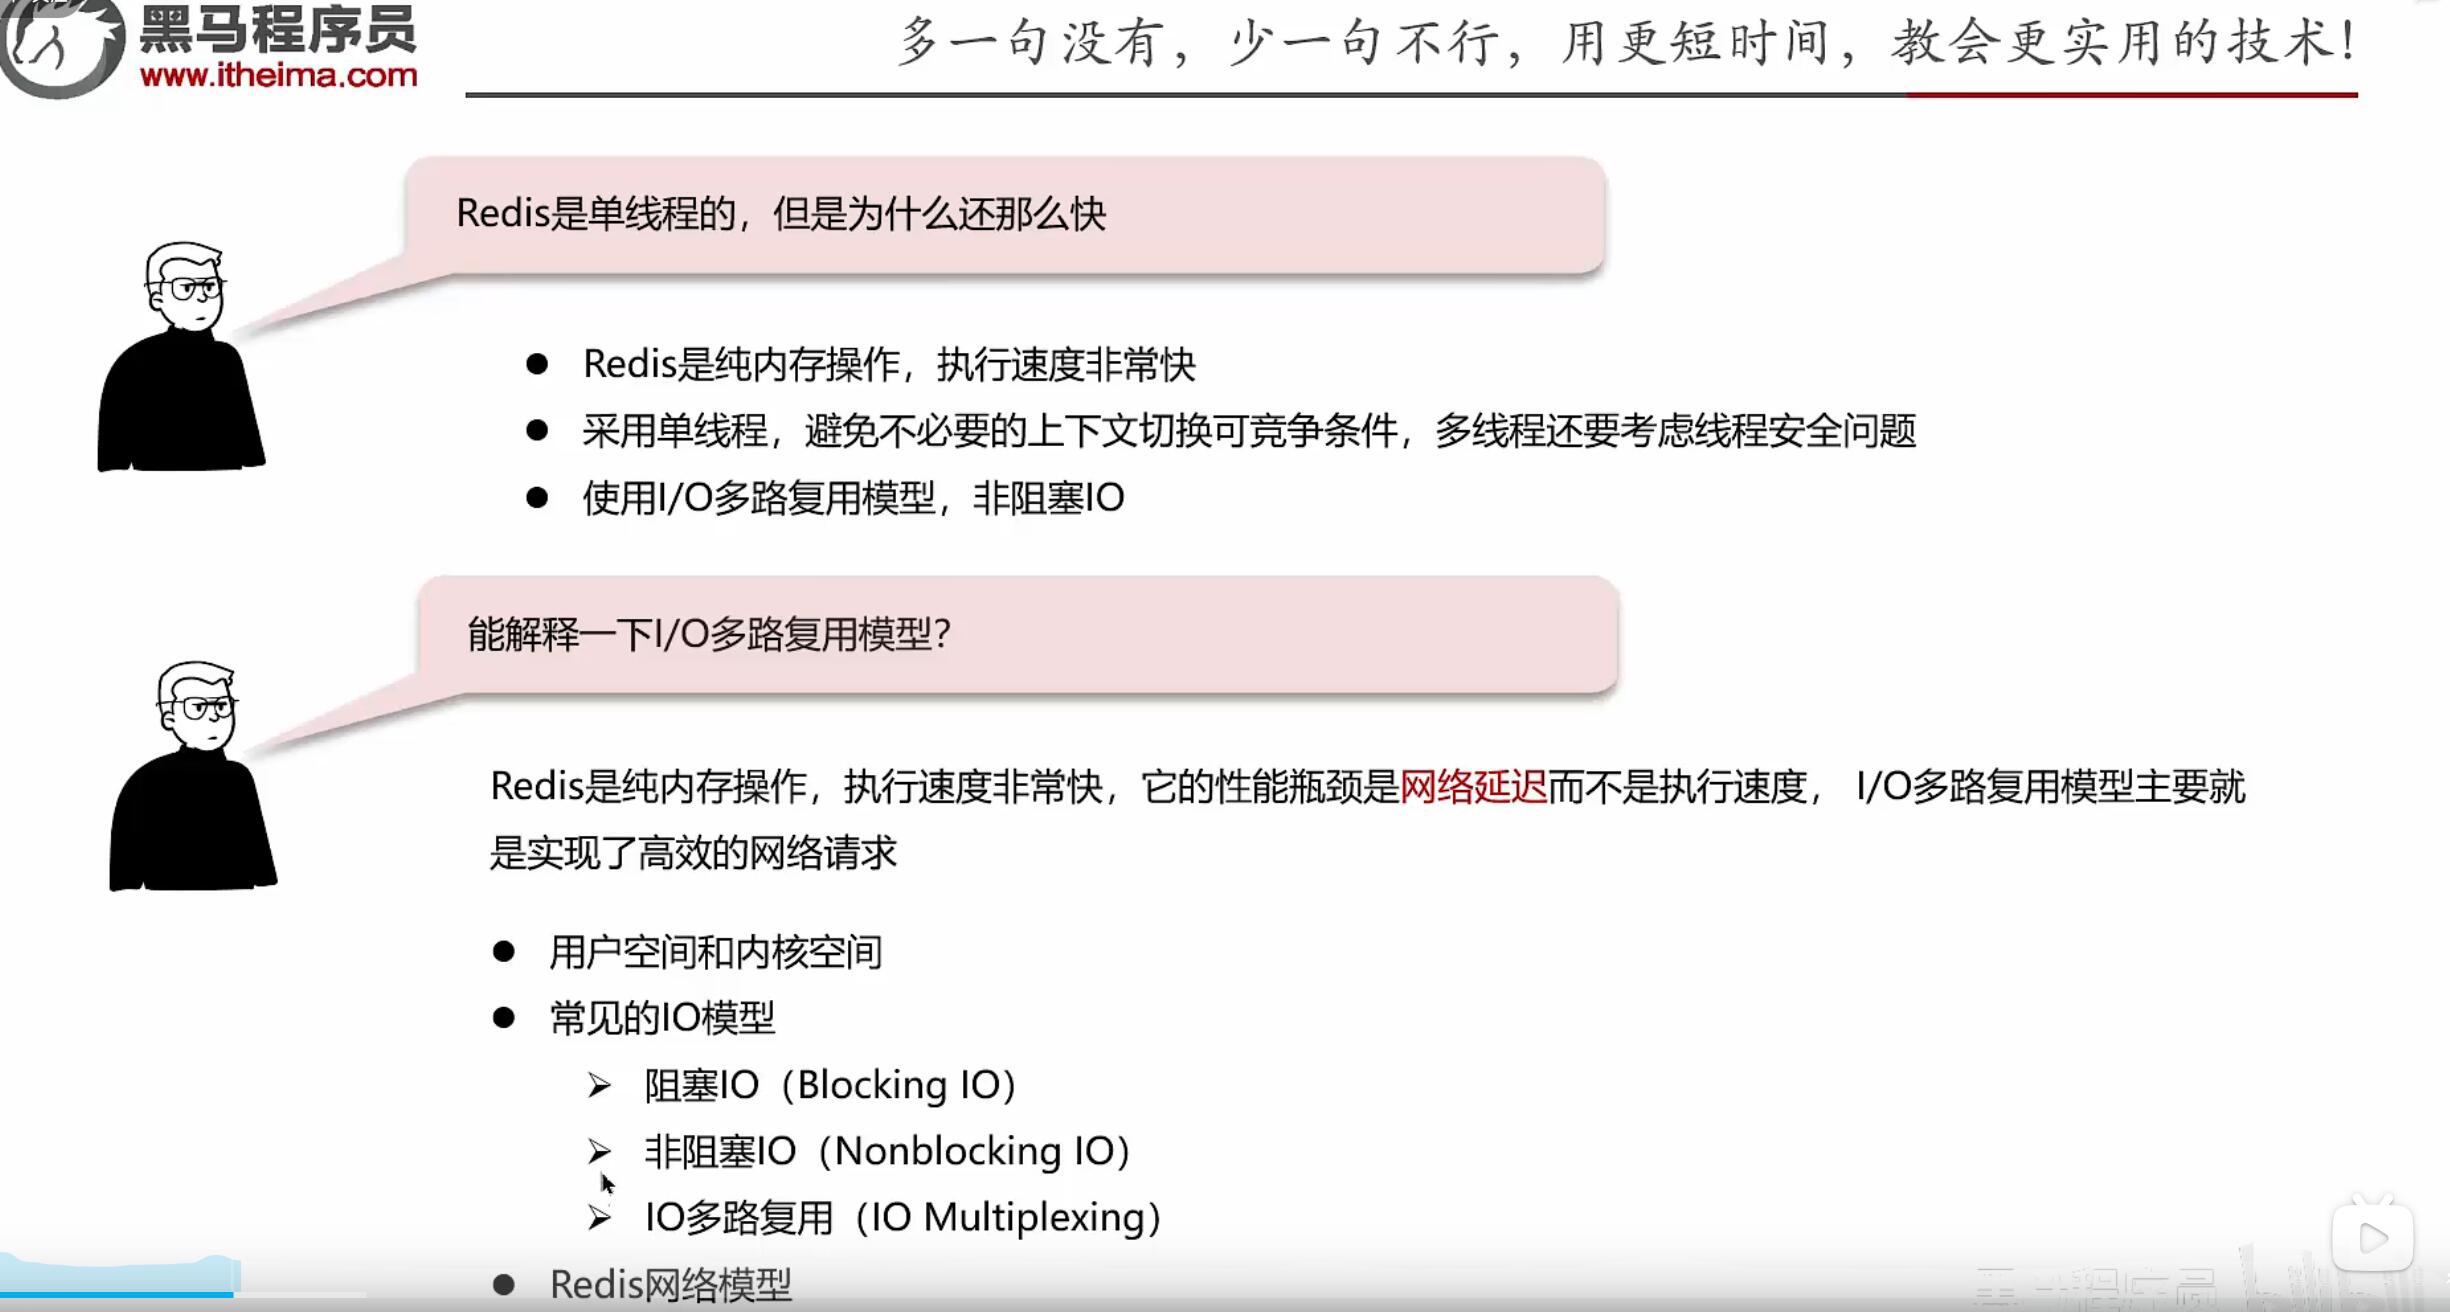 黑马程序员
www.itheima.com
多一句没有，少一句不行，用更短时间，教会更实用的技术！
Redis是单线程的，但是为什么还那么快
● Redis是纯内存操作，执行速度非常快
● 采用单线程，避免不必要的上下文切换可竞争条件，多线程还要考虑线程安全问题
● 使用I/O多路复用模型，非阻塞IO
能解释一下I/O多路复用模型？
Redis是纯内存操作，执行速度非常快，它的性能瓶颈是网络延迟而不是执行速度， I/O多路复用模型主要就
是实现了高效的网络请求
● 用户空间和内核空间
● 常见的IO模型
➢ 阻塞IO（Blocking IO）
➢ 非阻塞IO（Nonblocking IO）
➢ IO多路复用（IO Multiplexing）
● Redis网络模型
黑马程序员